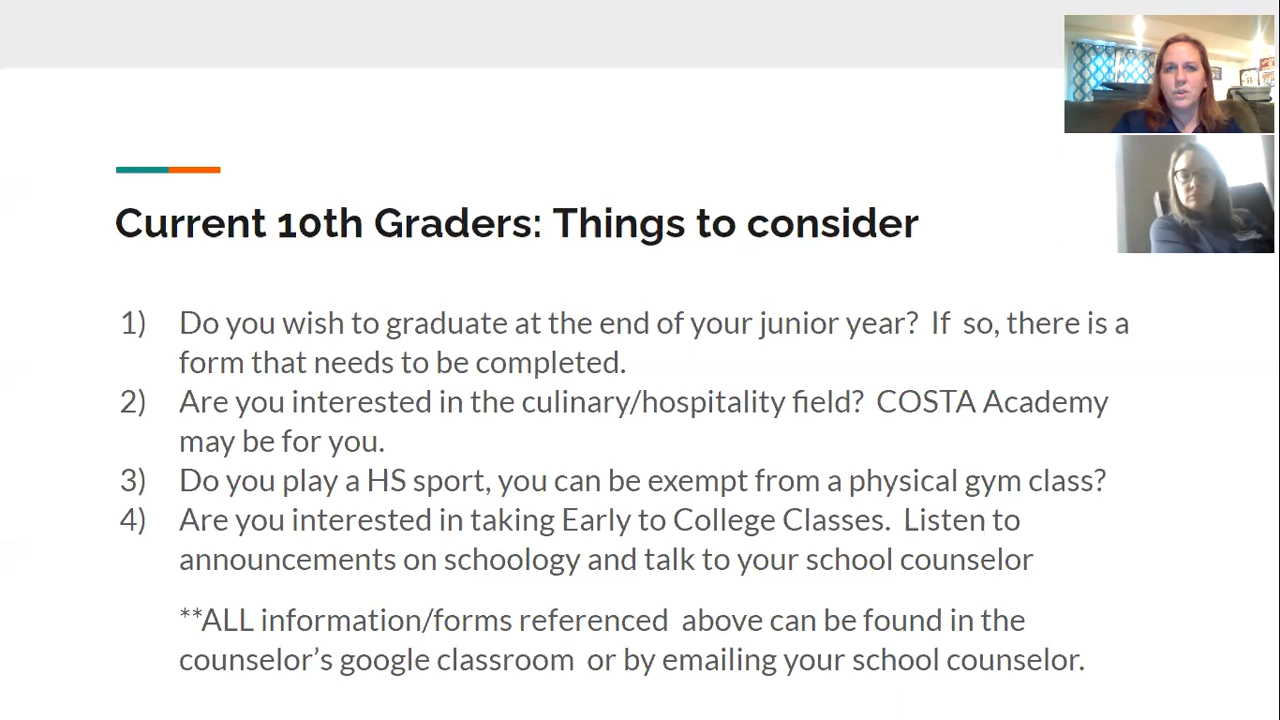 Current 10th Graders: Things to consider
1) Do you wish to graduate at the end of your junior year? If so, there is a
form that needs to be completed.
2) Are you interested in the culinary/hospitality field? COSTA Academy
may be for you.
3) Do you play a HS sport, you can be exempt from a physical gym class?
4) Are you interested in taking Early to College Classes. Listen to
announcements on schoology and talk to your school counselor
**ALL information/forms referenced above can be found in the
counselor’s google classroom or by emailing your school counselor.